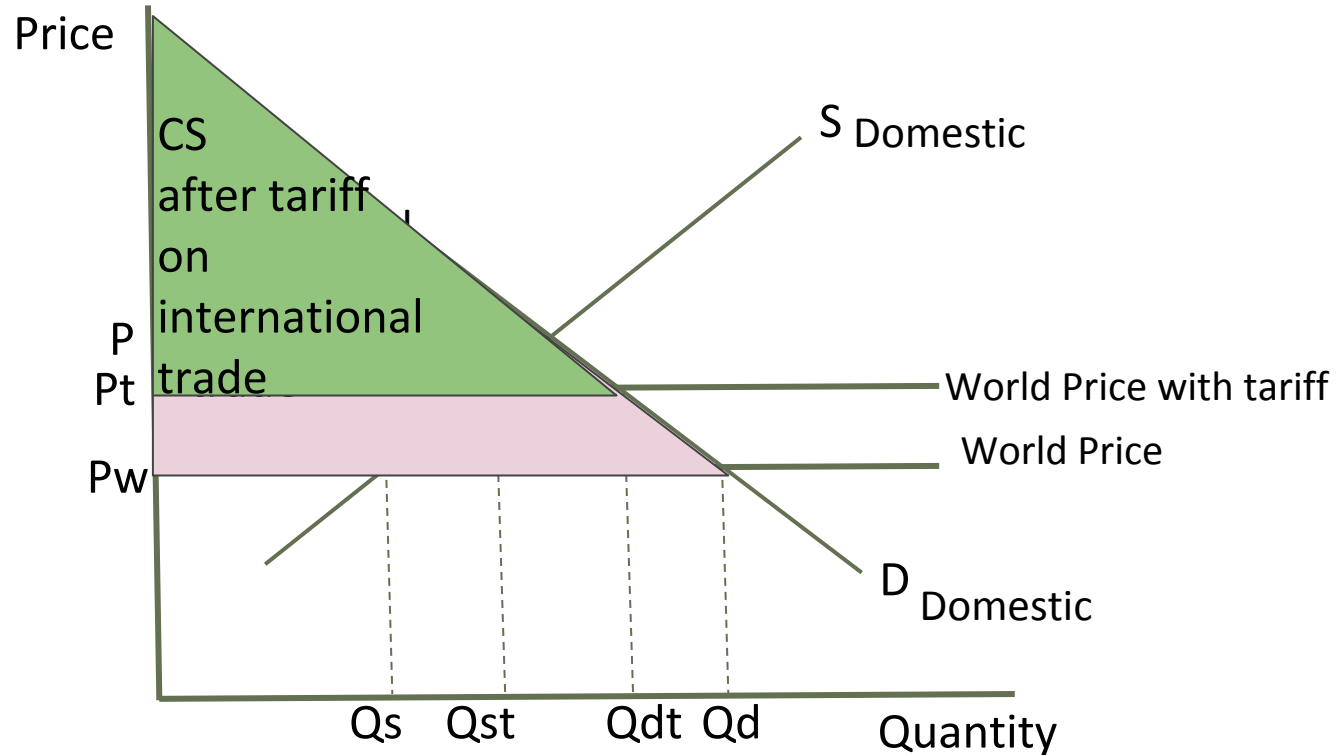 Price
CS
after tariff
on
international
trade
S Domestic
P
Pt
World Price with tariff
World Price
Pw
D Domestic
Qs Qst Qdt Qd
Quantity